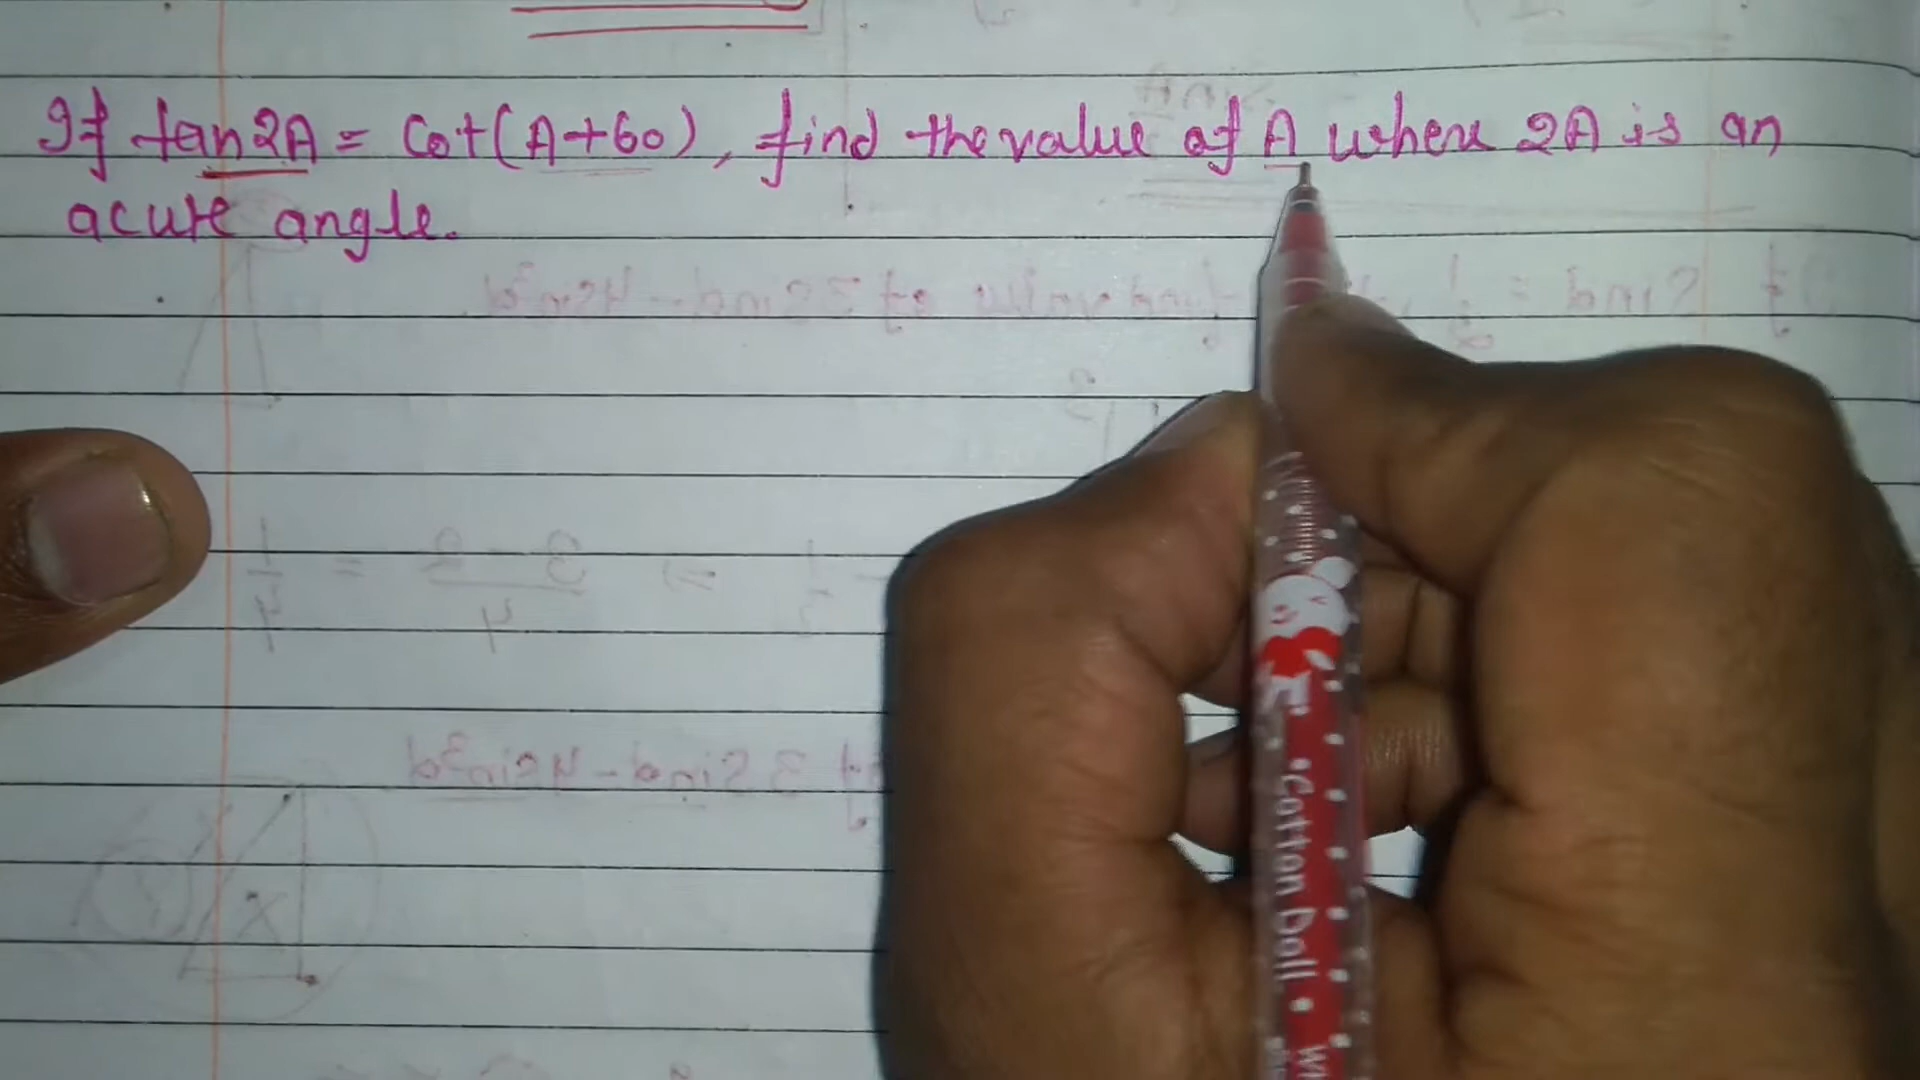 If tan2A = Cot(A+60), find the value of A where 2A is an
acute angle.
Cotton Doll